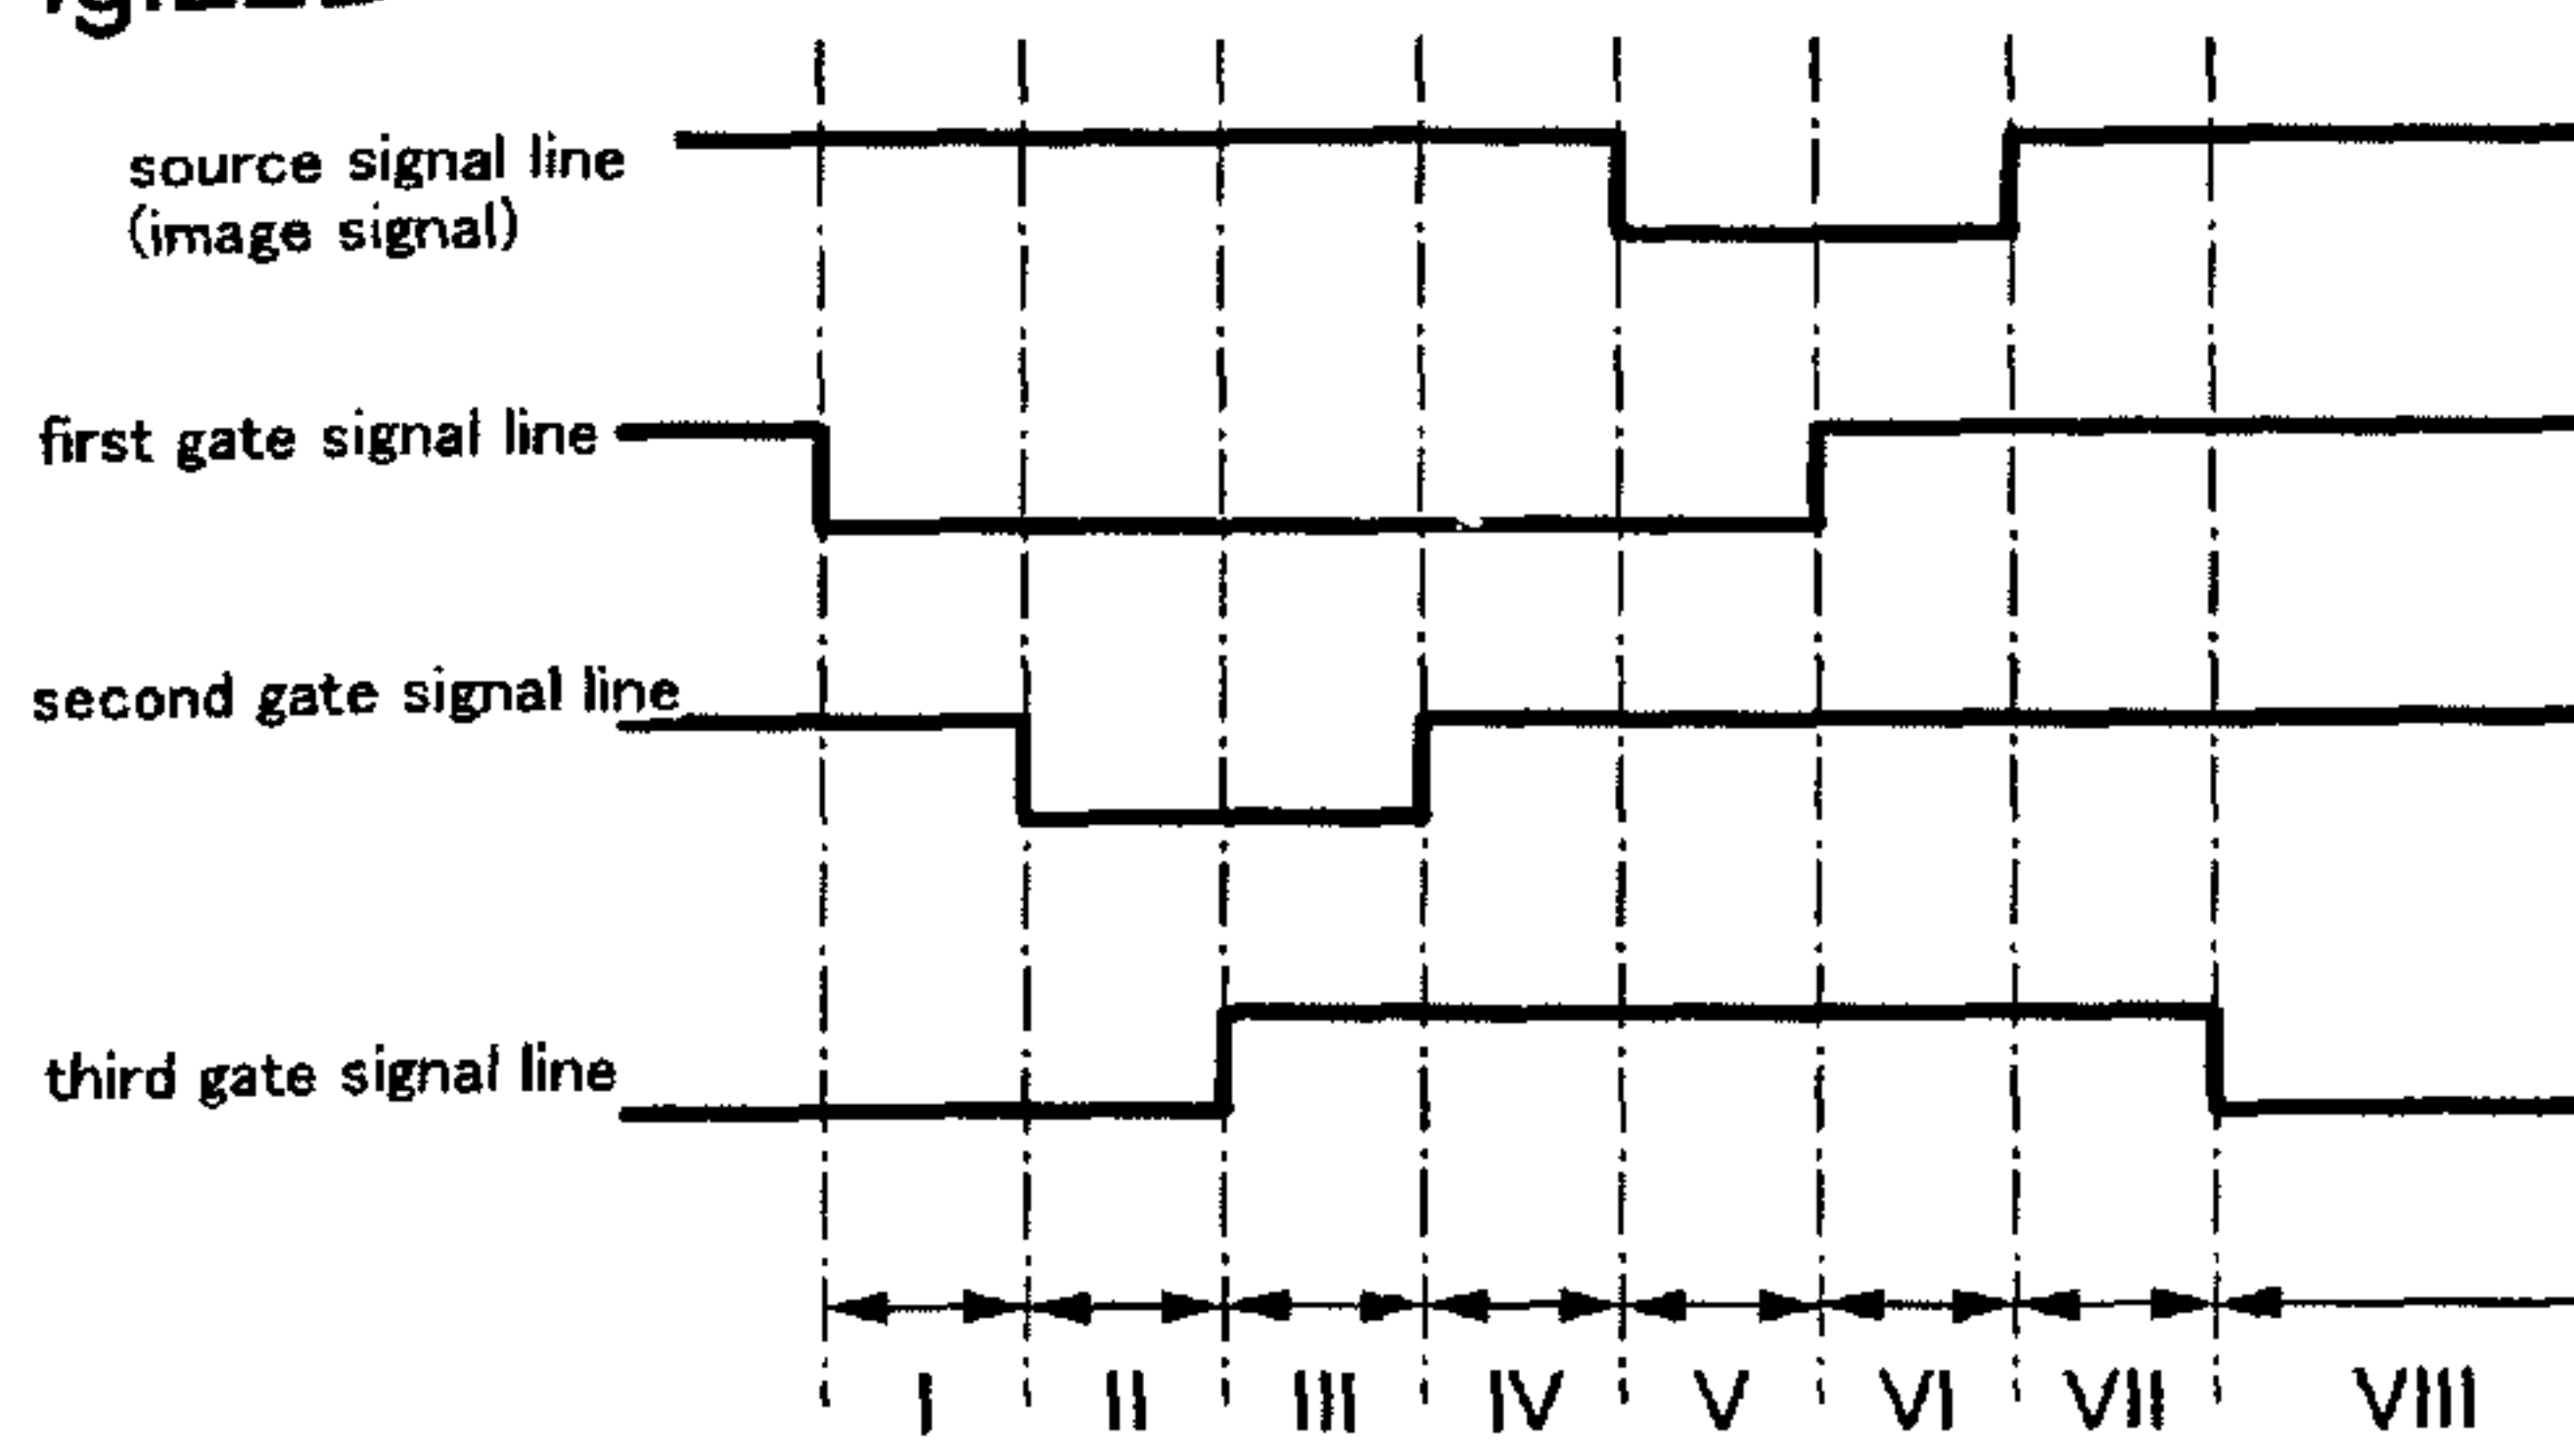 source signal line
(image signal)
first gate signal line
second gate signal line
third gate signal line
I II III IV V VI VII VIII